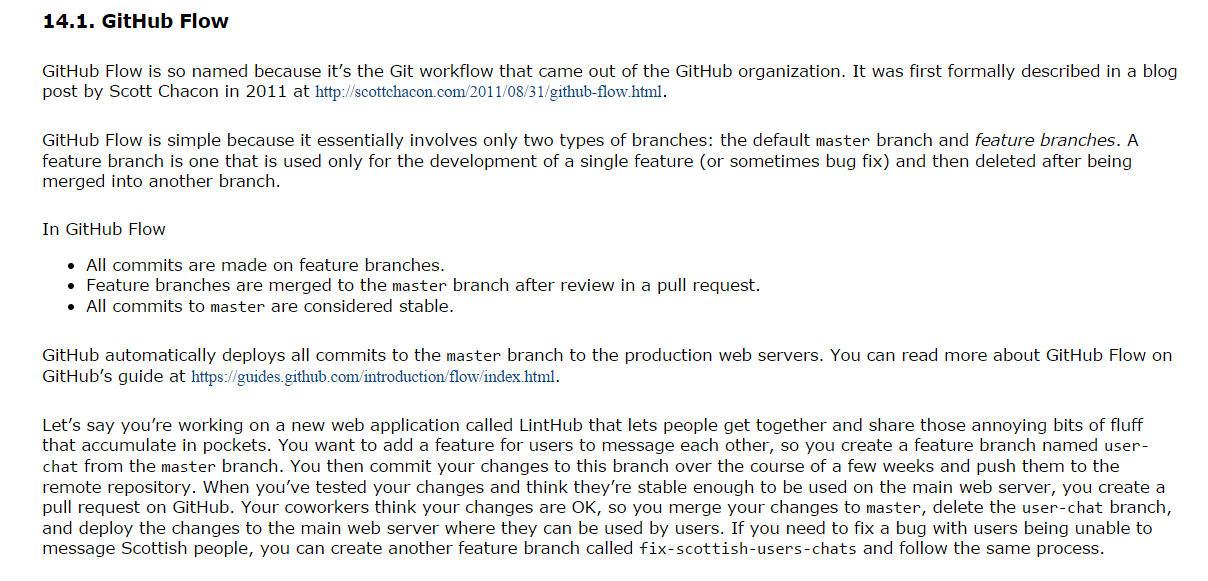 14.1. GitHub Flow
GitHub Flow is so named because it’s the Git workflow that came out of the GitHub organization. It was first formally described in a blog
post by Scott Chacon in 2011 at http://scottchacon.com/2011/08/31/github-flow.html.
GitHub Flow is simple because it essentially involves only two types of branches: the default master branch and feature branches. A
feature branch is one that is used only for the development of a single feature (or sometimes bug fix) and then deleted after being
merged into another branch.
In GitHub Flow
• All commits are made on feature branches.
• Feature branches are merged to the master branch after review in a pull request.
• All commits to master are considered stable.
GitHub automatically deploys all commits to the master branch to the production web servers. You can read more about GitHub Flow on
GitHub’s guide at https://guides.github.com/introduction/flow/index.html.
Let’s say you’re working on a new web application called LintHub that lets people get together and share those annoying bits of fluff
that accumulate in pockets. You want to add a feature for users to message each other, so you create a feature branch named user-
chat from the master branch. You then commit your changes to this branch over the course of a few weeks and push them to the
remote repository. When you’ve tested your changes and think they’re stable enough to be used on the main web server, you create a
pull request on GitHub. Your coworkers think your changes are OK, so you merge your changes to master, delete the user-chat branch,
and deploy the changes to the main web server where they can be used by users. If you need to fix a bug with users being unable to
message Scottish people, you can create another feature branch called fix-scottish-users-chats and follow the same process.